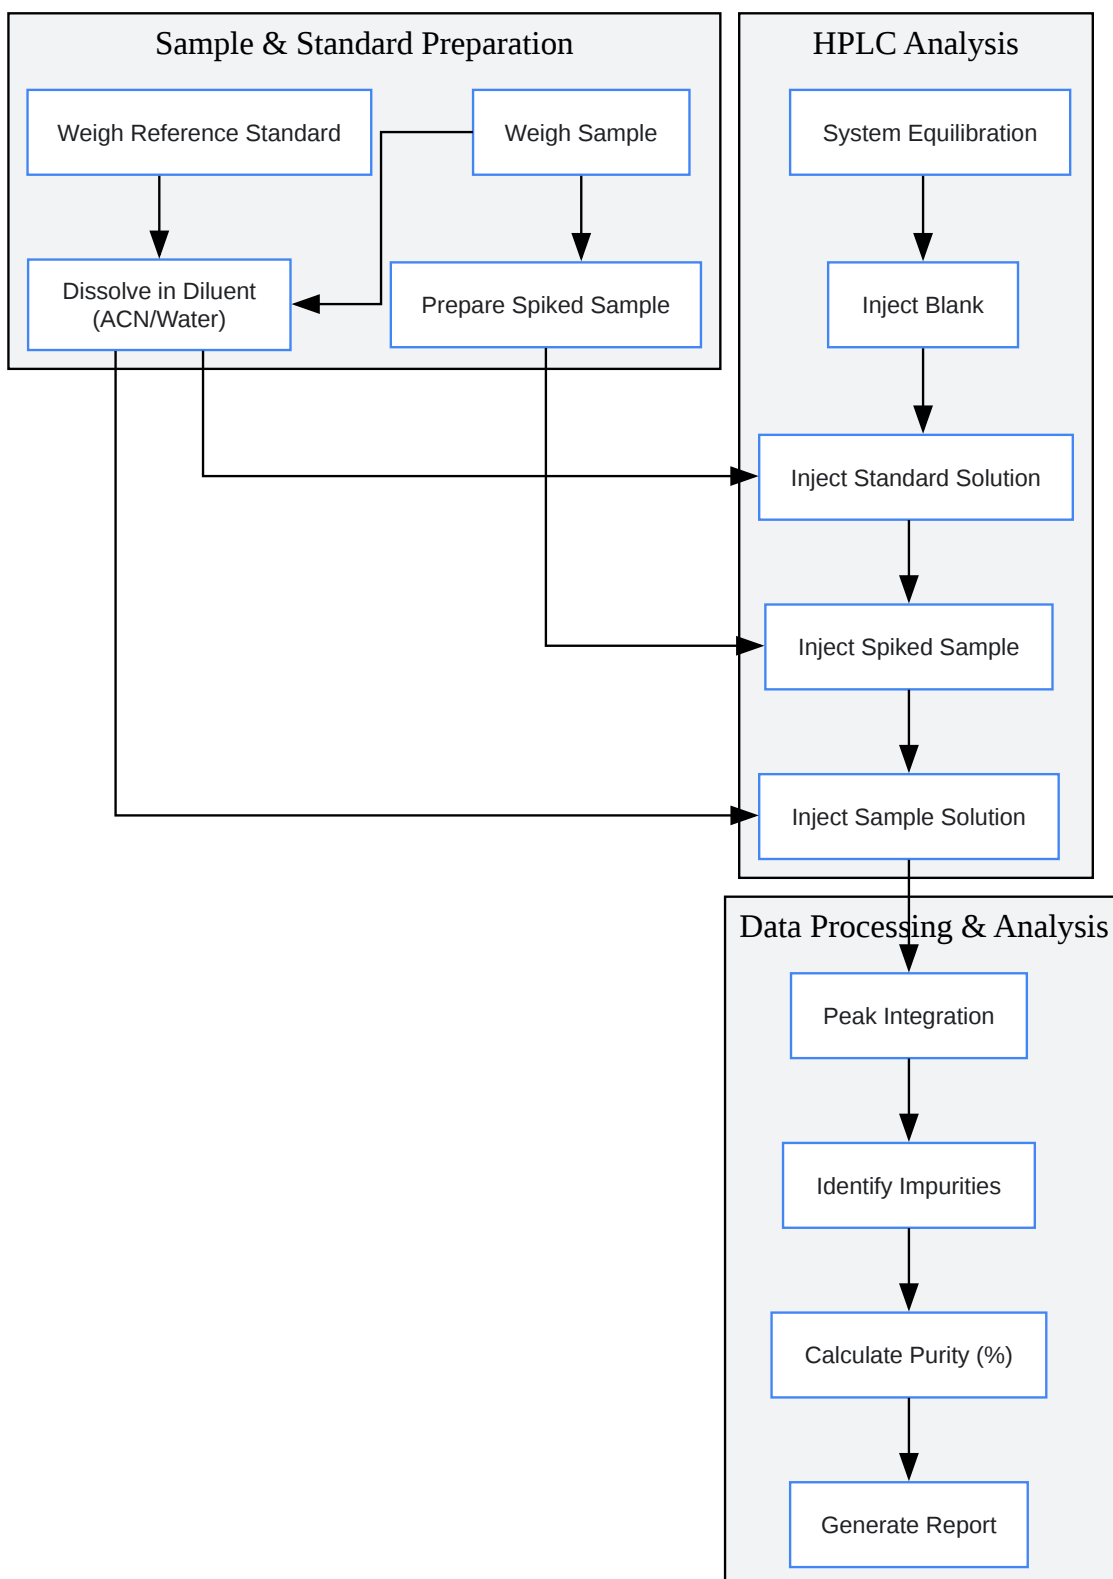 Sample & Standard Preparation
Weigh Reference Standard
Weigh Sample
Dissolve in Diluent
(ACN/Water)
Prepare Spiked Sample
HPLC Analysis
System Equilibration
Inject Blank
Inject Standard Solution
Inject Spiked Sample
Inject Sample Solution
Data Processing & Analysis
Peak Integration
Identify Impurities
Calculate Purity (%)
Generate Report